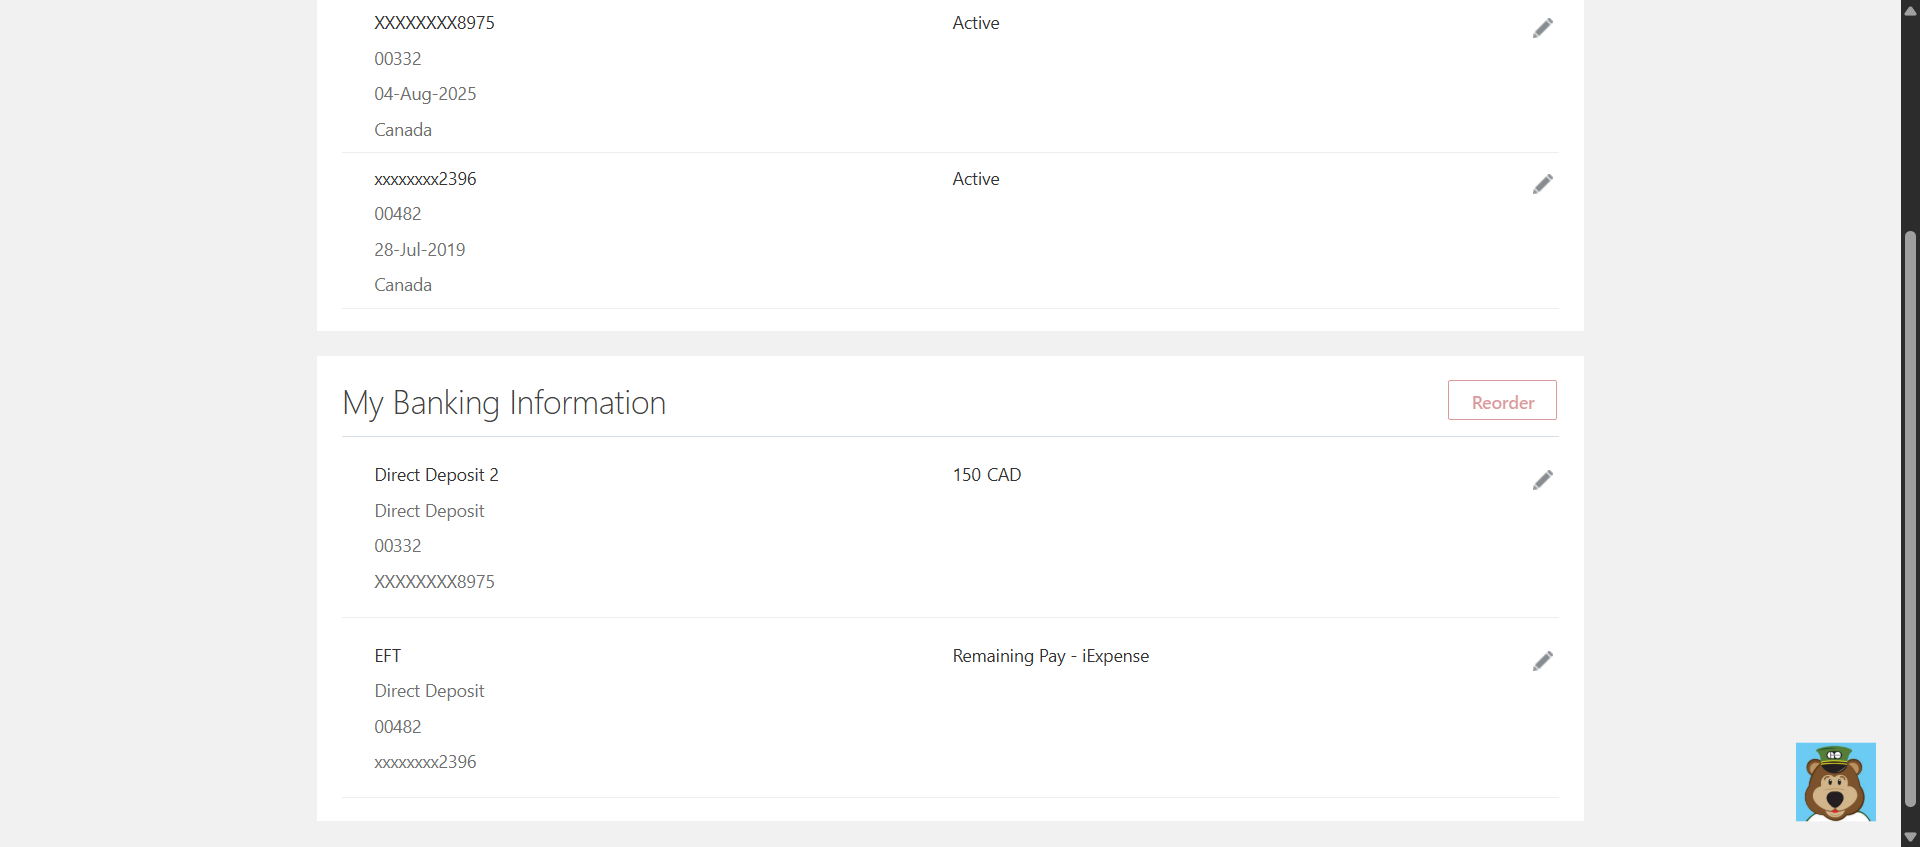 XXXXXXXX8975
Active
00332
04-Aug-2025
Canada
xxxxxxxx2396
Active
00482
28-Jul-2019
Canada
My Banking Information
Reorder
Direct Deposit 2
150 CAD
Direct Deposit
00332
XXXXXXXX8975
EFT
Remaining Pay - iExpense
Direct Deposit
00482
xxxxxxxx2396